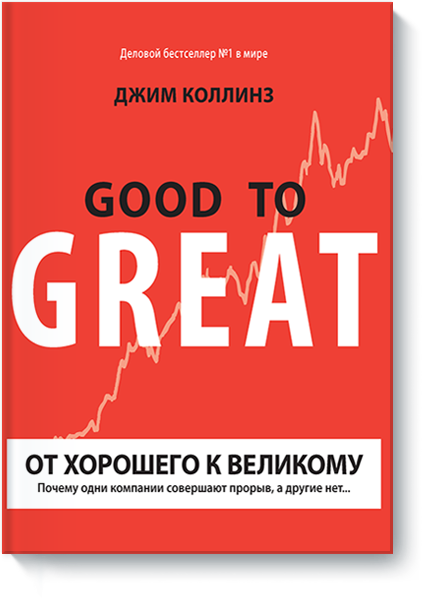 Деловой бестселлер №1 в мире
ДЖИМ КОЛЛИНЗ
GOOD TO
GREAT
ОТ ХОРОШЕГО К ВЕЛИКОМУ
Почему одни компании совершают прорыв, а другие нет...